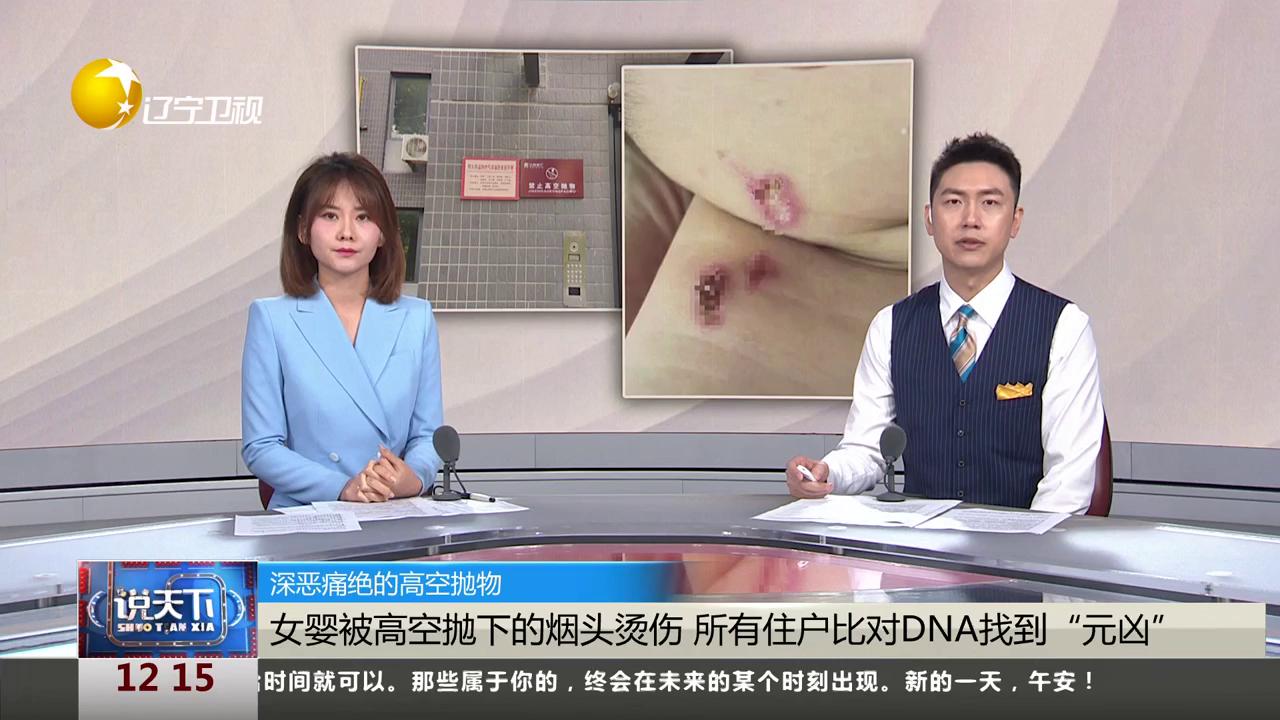 辽宁卫视
禁止高空抛物
深恶痛绝的高空抛物
说天下
SHUO TIAN XIA
女婴被高空抛下的烟头烫伤 所有住户比对DNA找到“元凶”
12 15
时间就可以。那些属于你的，终会在未来的某个时刻出现。新的一天，午安！